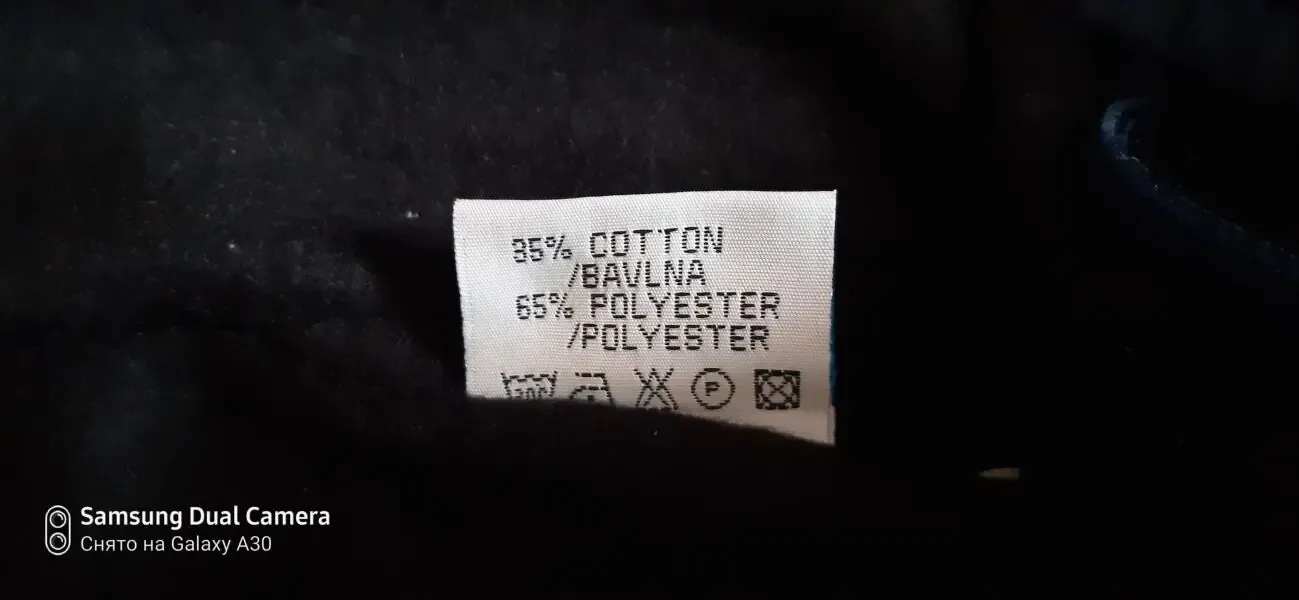 35% COTTON
/BAVLNA
65% POLYESTER
/POLYESTER
P
Samsung Dual Camera
Снято на Galaxy A30